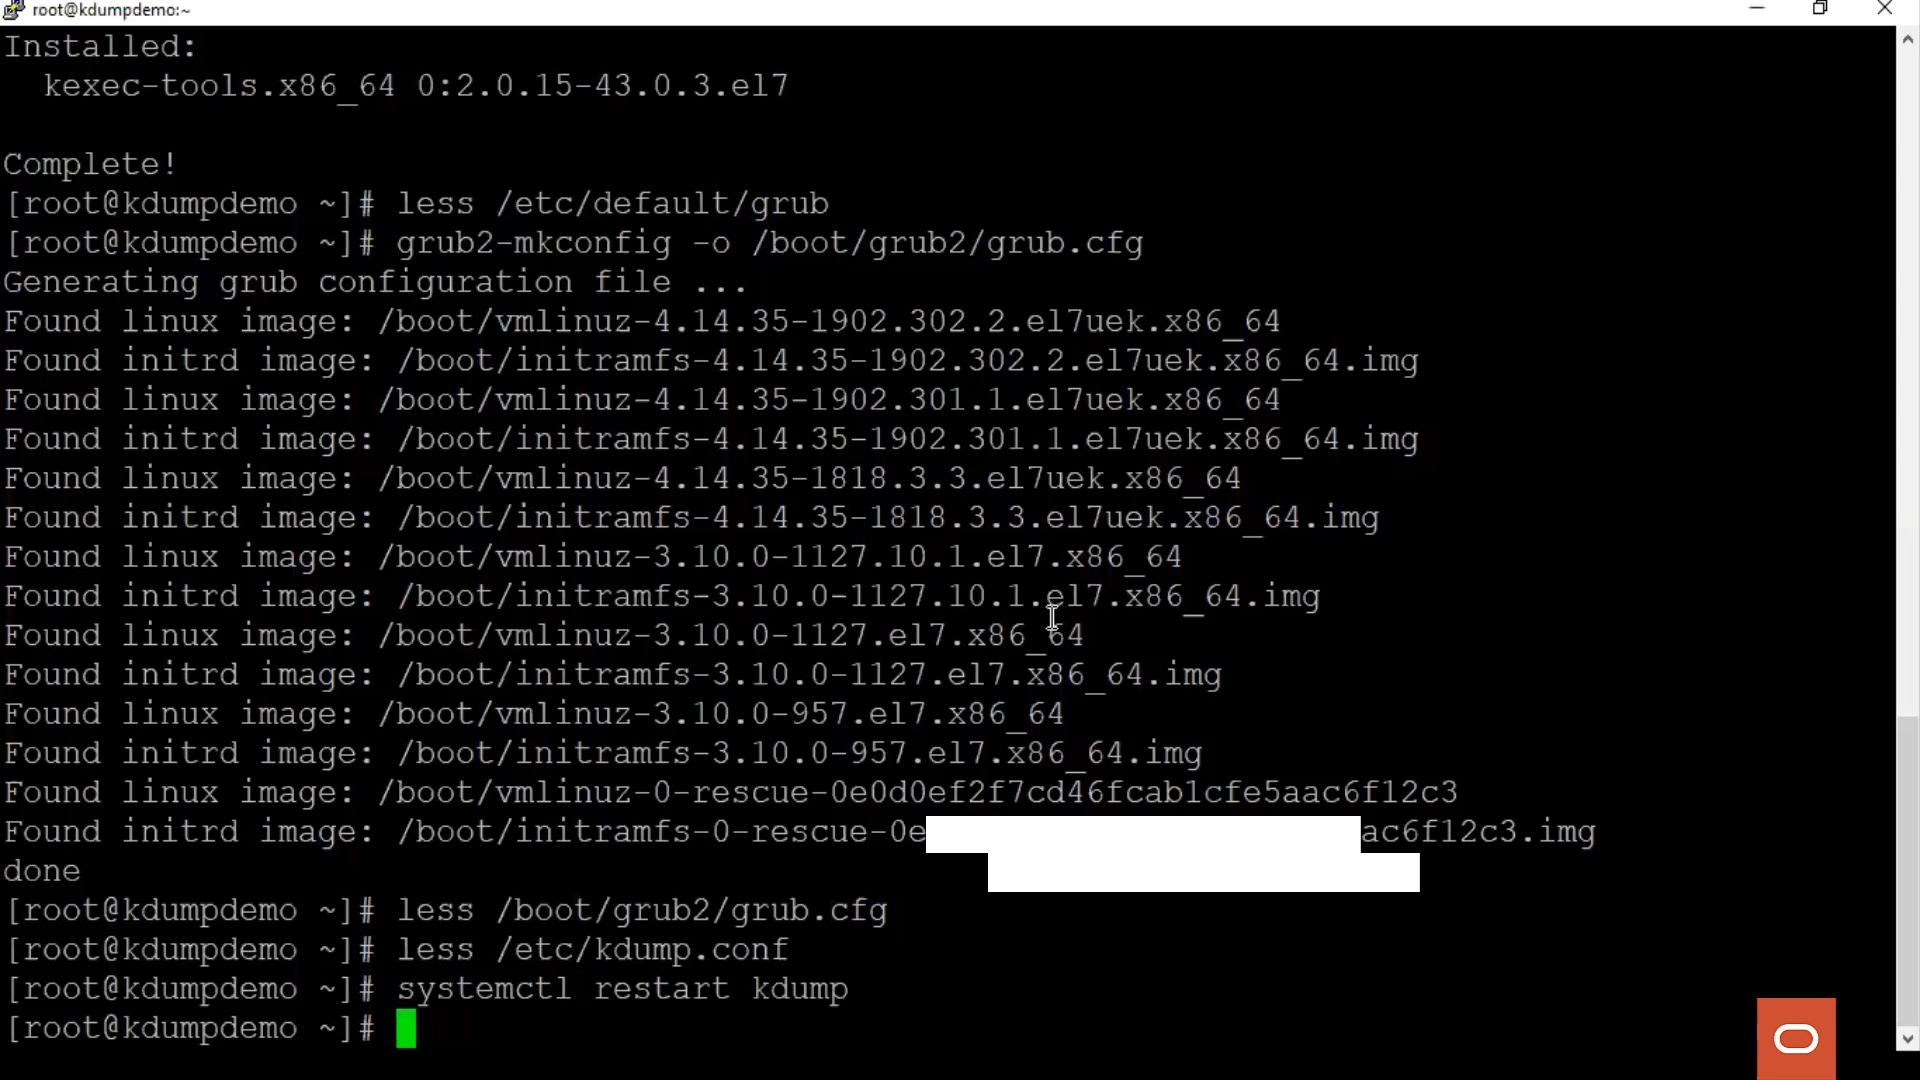 root@kdumpdemo:~
Installed:
  kexec-tools.x86_64 0:2.0.15-43.0.3.el7
Complete!
[root@kdumpdemo ~]# less /etc/default/grub
[root@kdumpdemo ~]# grub2-mkconfig -o /boot/grub2/grub.cfg
Generating grub configuration file ...
Found linux image: /boot/vmlinuz-4.14.35-1902.302.2.el7uek.x86_64
Found initrd image: /boot/initramfs-4.14.35-1902.302.2.el7uek.x86_64.img
Found linux image: /boot/vmlinuz-4.14.35-1902.301.1.el7uek.x86_64
Found initrd image: /boot/initramfs-4.14.35-1902.301.1.el7uek.x86_64.img
Found linux image: /boot/vmlinuz-4.14.35-1818.3.3.el7uek.x86_64
Found initrd image: /boot/initramfs-4.14.35-1818.3.3.el7uek.x86_64.img
Found linux image: /boot/vmlinuz-3.10.0-1127.10.1.el7.x86_64
Found initrd image: /boot/initramfs-3.10.0-1127.10.1.el7.x86_64.img
Found linux image: /boot/vmlinuz-3.10.0-1127.el7.x86_64
Found initrd image: /boot/initramfs-3.10.0-1127.el7.x86_64.img
Found linux image: /boot/vmlinuz-3.10.0-957.el7.x86_64
Found initrd image: /boot/initramfs-3.10.0-957.el7.x86_64.img
Found linux image: /boot/vmlinuz-0-rescue-0e0d0ef2f7cd46fcab1cfe5aac6f12c3
Found initrd image: /boot/initramfs-0-rescue-0e ac6f12c3.img
done
[root@kdumpdemo ~]# less /boot/grub2/grub.cfg
[root@kdumpdemo ~]# less /etc/kdump.conf
[root@kdumpdemo ~]# systemctl restart kdump
[root@kdumpdemo ~]#